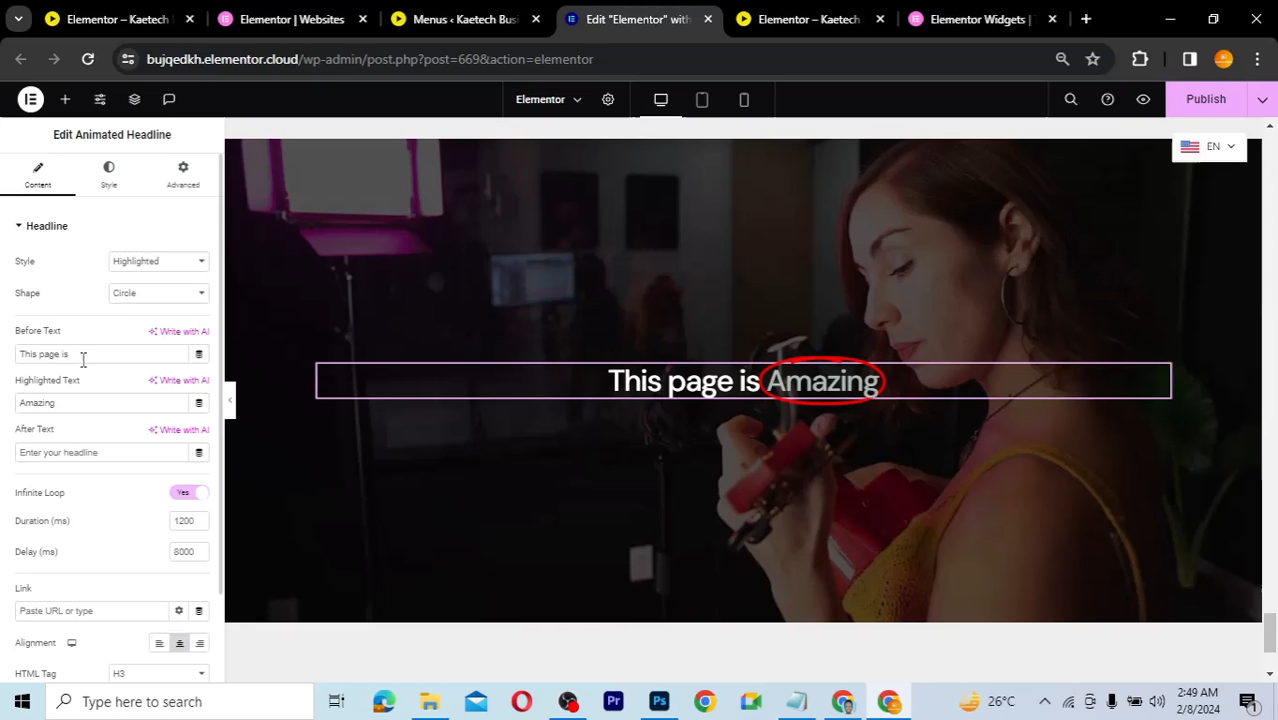 Elementor – Kaetech
Elementor | Websites
Menus < Kaetech Busi
Edit "Elementor" with
Elementor – Kaetech
Elementor Widgets |
bujqedkh.elementor.cloud/wp-admin/post.php?post=669&action=elementor
Elementor
Publish
Edit Animated Headline
EN
Content
Style
Advanced
Headline
Style
Highlighted
Shape
Circle
Before Text
Write with AI
This page is
Highlighted Text
Write with AI
Amazing
This page is Amazing
After Text
Write with AI
Enter your headline
Infinite Loop
Yes
Duration (ms)
1200
Delay (ms)
8000
Link
Paste URL or type
Alignment
HTML Tag
H3
Type here to search
Pr
Ps
26°C
2:49 AM
2/8/2024
1